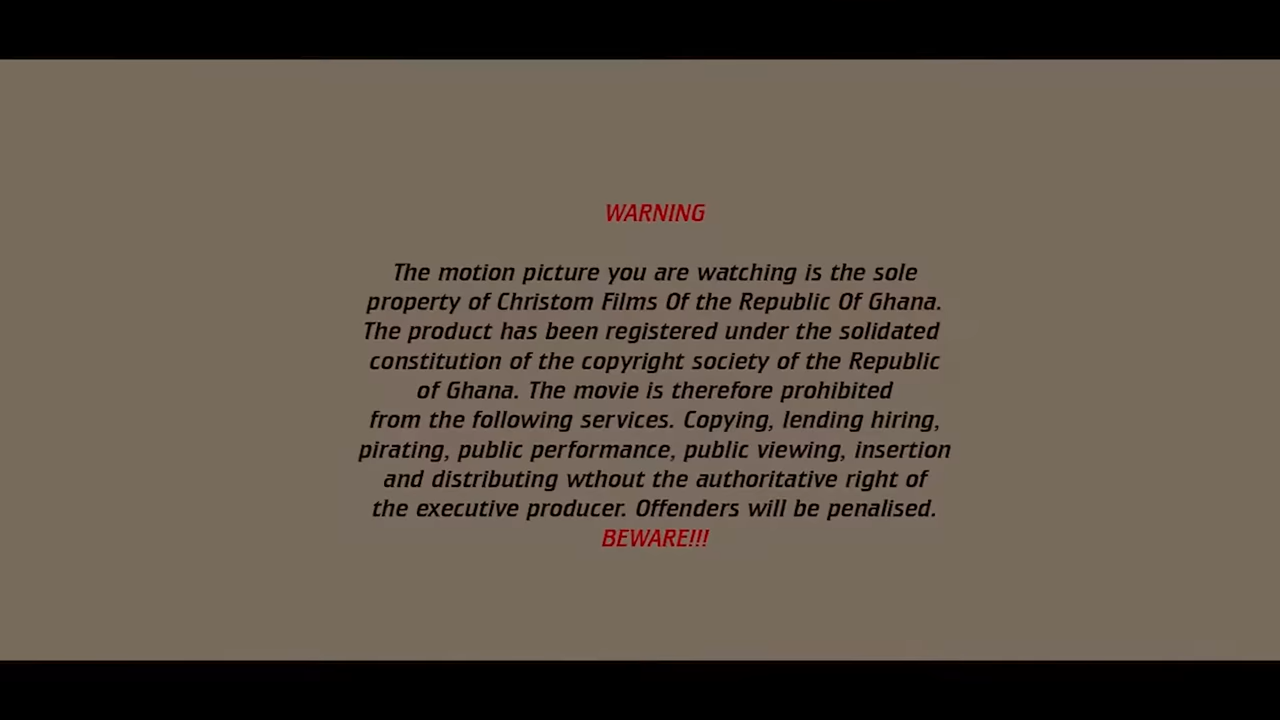 WARNING
The motion picture you are watching is the sole
property of Christom Films Of the Republic Of Ghana.
The product has been registered under the solidated
constitution of the copyright society of the Republic
of Ghana. The movie is therefore prohibited
from the following services. Copying, lending hiring,
pirating, public performance, public viewing, insertion
and distributing wthout the authoritative right of
the executive producer. Offenders will be penalised.
BEWARE!!!